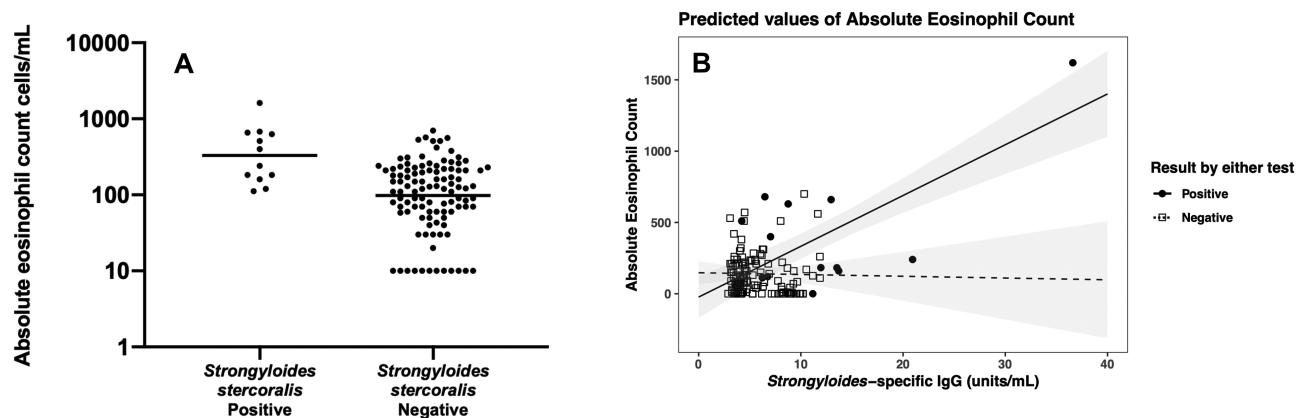 Absolute eosinophil count cells/mL
A
10000
1000
100
10
1
Strongyloides
stercoralis
Positive
Strongyloides
stercoralis
Negative
Predicted values of Absolute Eosinophil Count
B
Absolute Eosinophil Count
1500
1000
500
0
0
10
20
30
40
Strongyloides−specific IgG (units/mL)
Result by either test
Positive
Negative